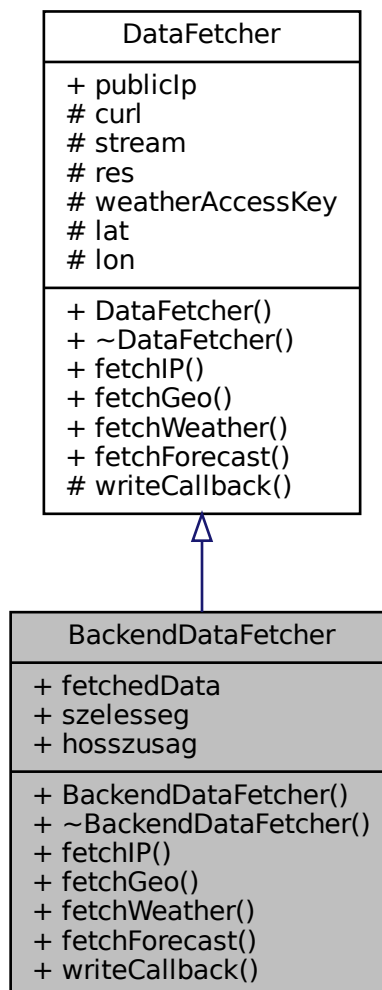 DataFetcher
+ publicIp
# curl
# stream
# res
# weatherAccessKey
# lat
# lon
+ DataFetcher()
+ ~DataFetcher()
+ fetchIP()
+ fetchGeo()
+ fetchWeather()
+ fetchForecast()
# writeCallback()
BackendDataFetcher
+ fetchedData
+ szelesseg
+ hosszusag
+ BackendDataFetcher()
+ ~BackendDataFetcher()
+ fetchIP()
+ fetchGeo()
+ fetchWeather()
+ fetchForecast()
+ writeCallback()